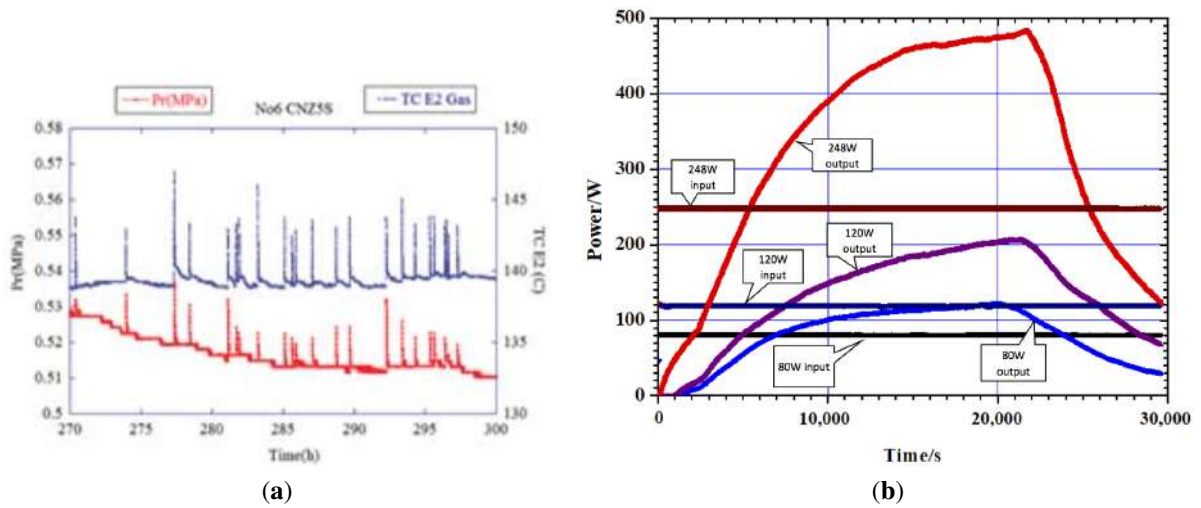 Pr(MPa)
No6 CNZ5S
TC E2 Gas
0.58
0.57
0.56
0.55
0.54
0.53
0.52
0.51
0.5
Pr(MPa)
150
145
140
135
130
TC E2 (C)
270
275
280
285
290
295
300
Time(h)
(a)
500
400
300
200
100
0
Power/W
248W
input
248W
output
120W
output
120W
input
80W input
80W
output
0
10,000
20,000
30,000
Time/s
(b)